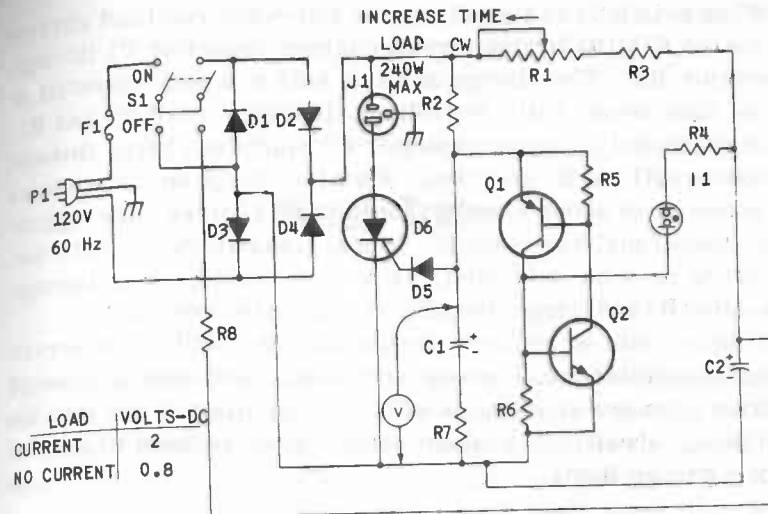 INCREASE TIME
LOAD
CW
240W
MAX
J1
R1
R3
R2
ON
S1
OFF
F1
D1
D2
R4
Q1
R5
I1
P1
120V
60 Hz
D3
D4
D6
D5
Q2
R8
C1
+
-
C2
+
-
V
R6
R7
LOAD VOLTS-DC
CURRENT 2
NO CURRENT 0.8